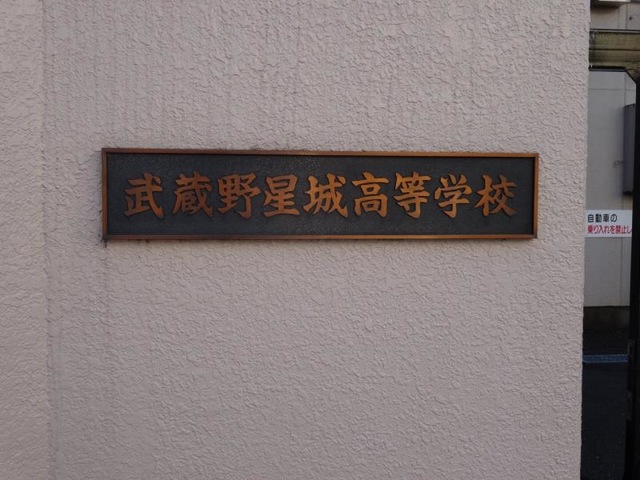 武蔵野星城高等学校
自動車の
乗り入れを禁止し